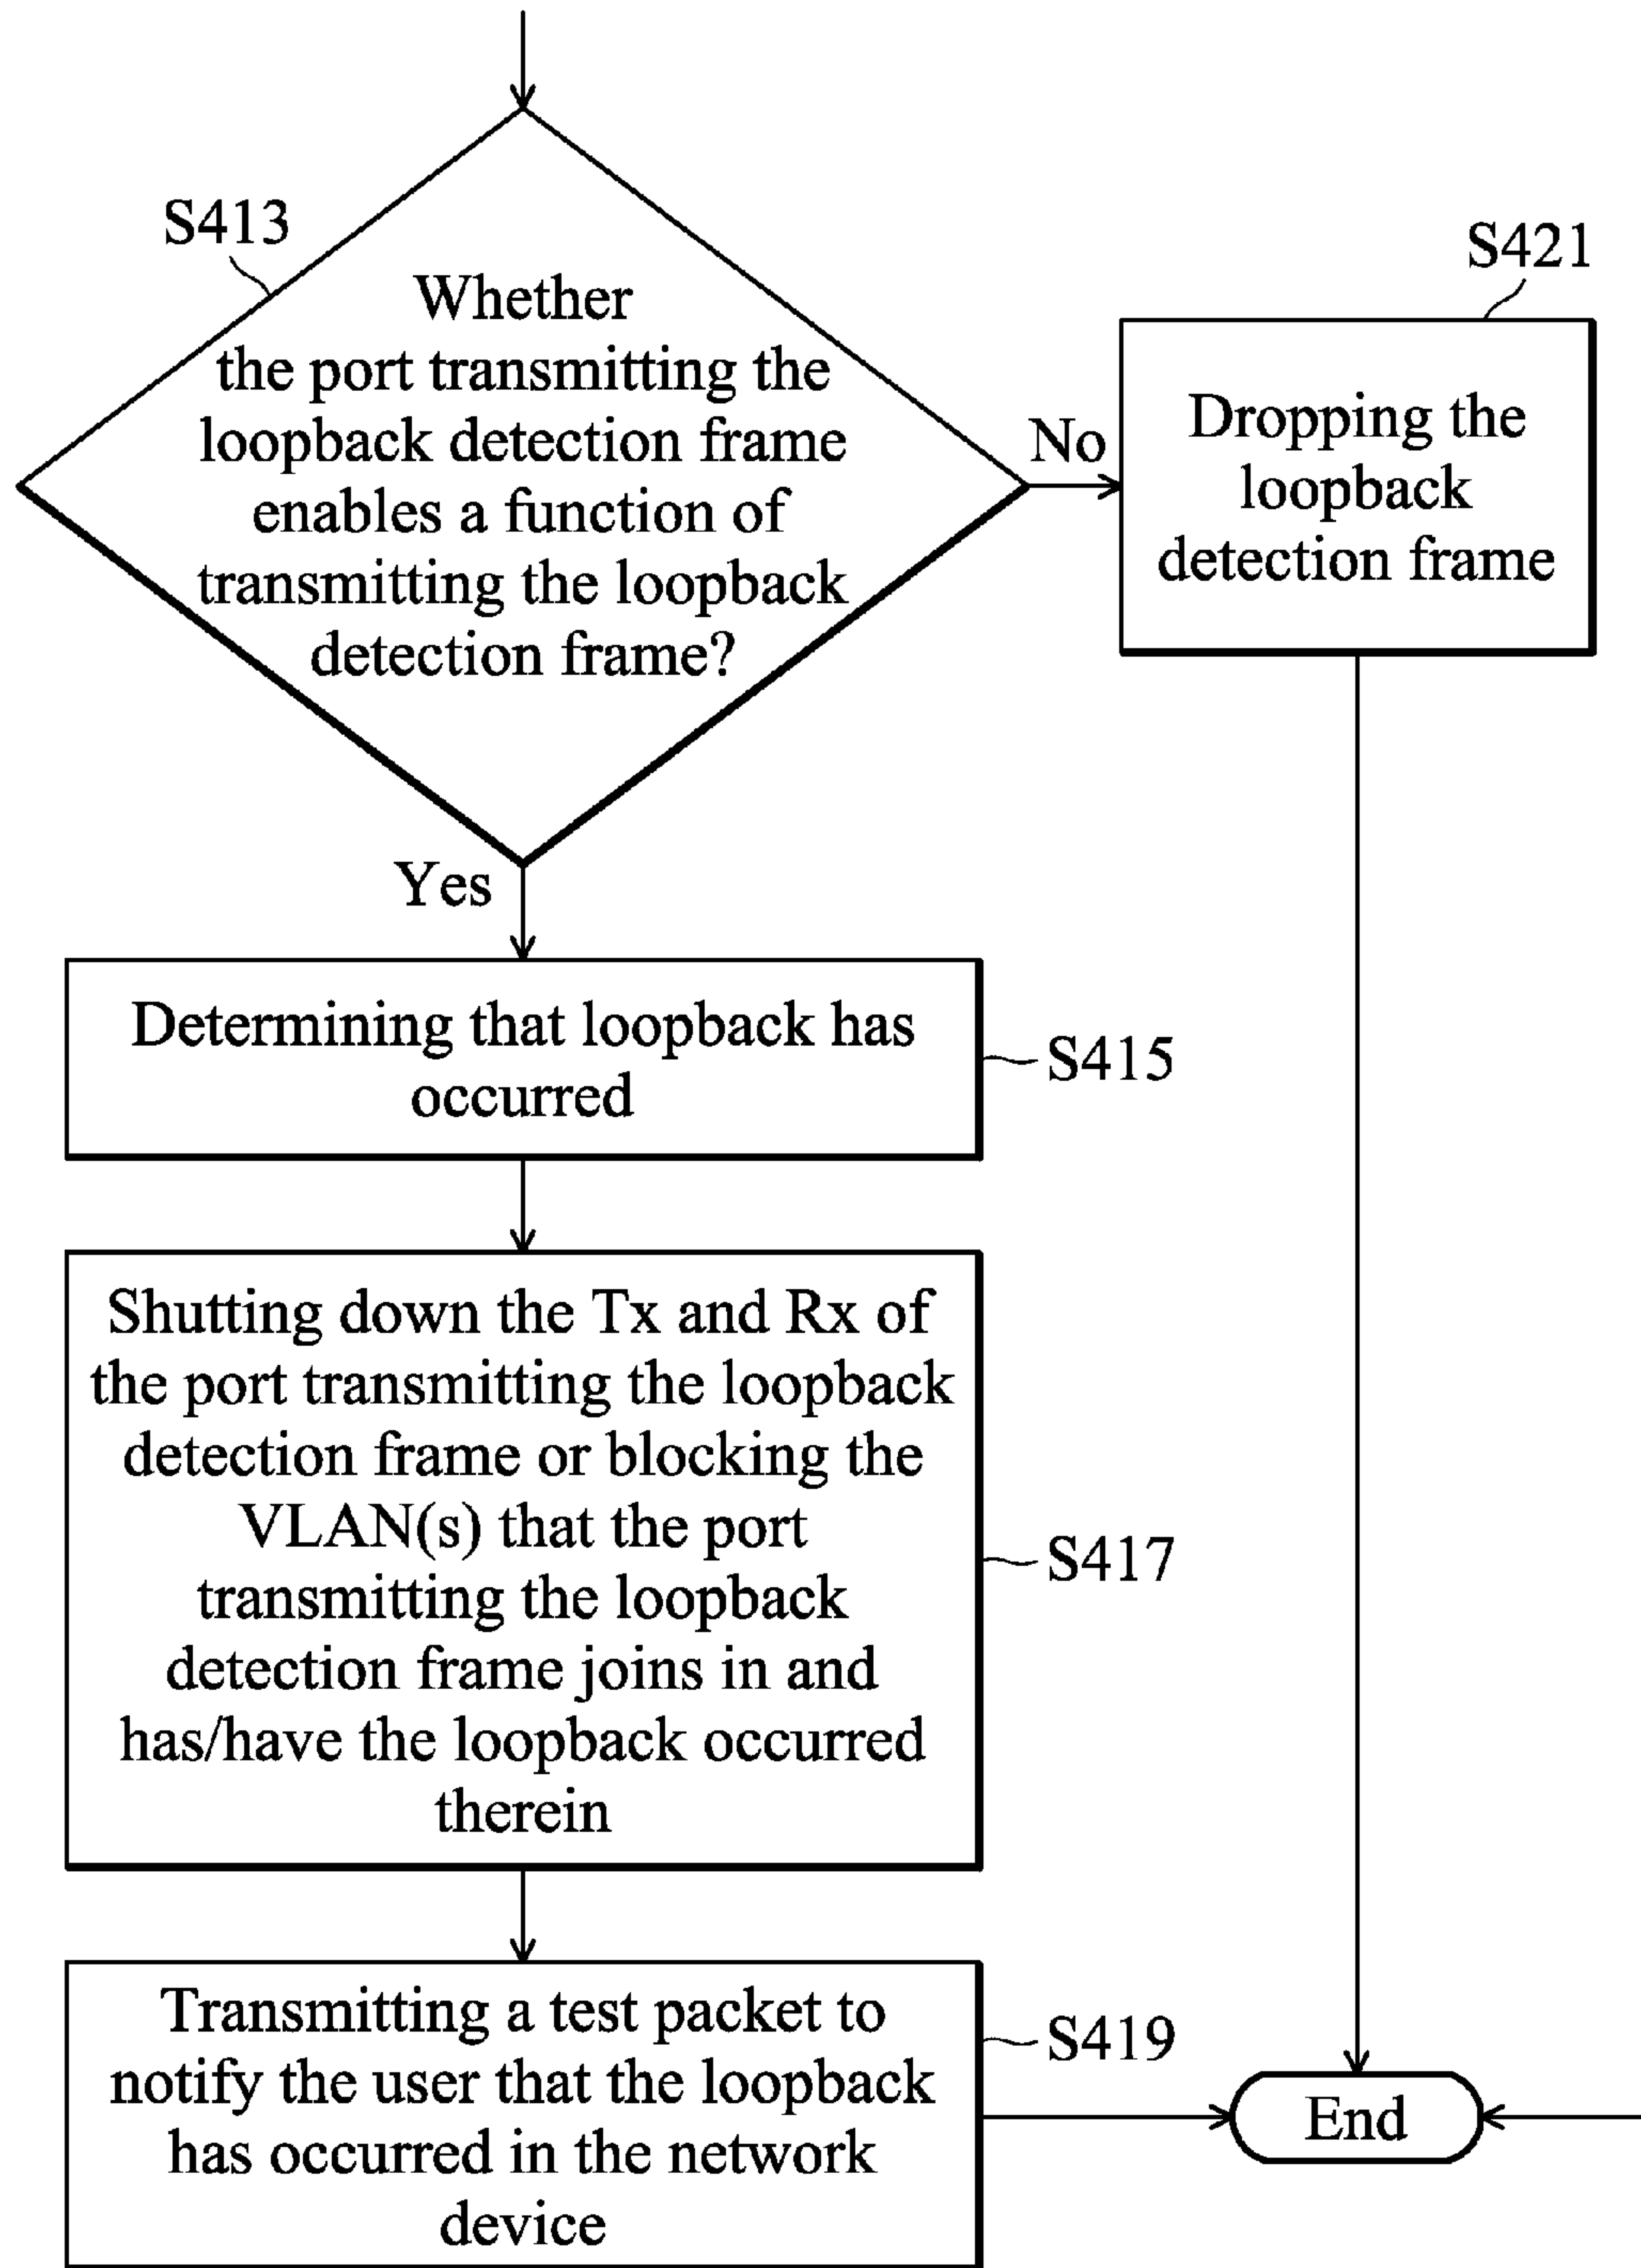 S413
Whether
the port transmitting the
loopback detection frame
enables a function of
transmitting the loopback
detection frame?
No
S421
Dropping the
loopback
detection frame
Yes
Determining that loopback has
occurred
S415
Shutting down the Tx and Rx of
the port transmitting the loopback
detection frame or blocking the
VLAN(s) that the port
transmitting the loopback
detection frame joins in and
has/have the loopback occurred
therein
S417
Transmitting a test packet to
notify the user that the loopback
has occurred in the network
device
S419
End